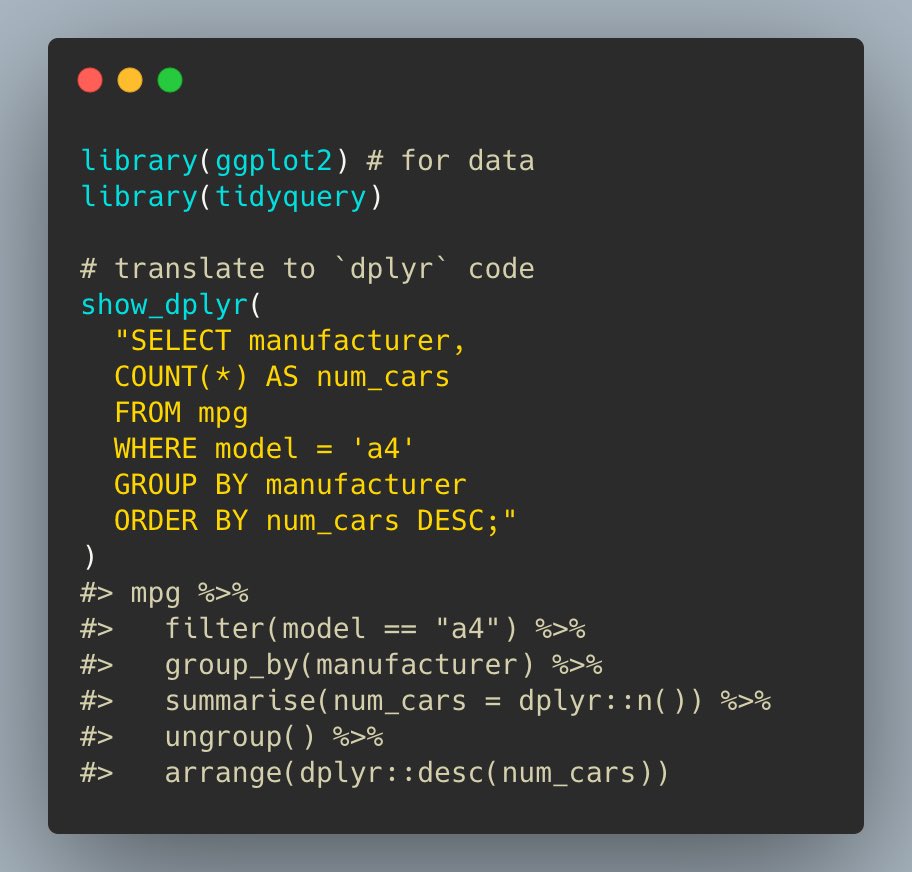 library(ggplot2) # for data
library(tidyquery)

# translate to `dplyr` code
show_dplyr(
  "SELECT manufacturer,
  COUNT(*) AS num_cars
  FROM mpg
  WHERE model = 'a4'
  GROUP BY manufacturer
  ORDER BY num_cars DESC;"
)
#> mpg %>%
#>   filter(model == "a4") %>%
#>   group_by(manufacturer) %>%
#>   summarise(num_cars = dplyr::n()) %>%
#>   ungroup() %>%
#>   arrange(dplyr::desc(num_cars))